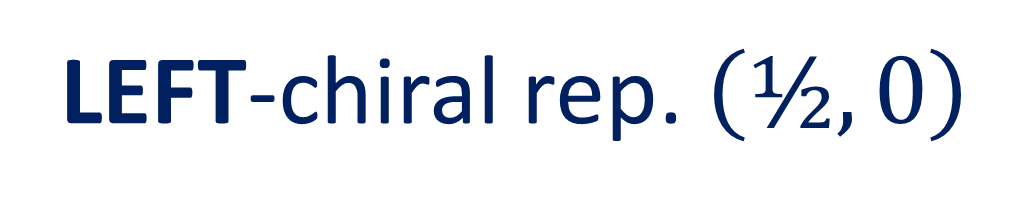 LEFT-chiral rep. (½, 0)